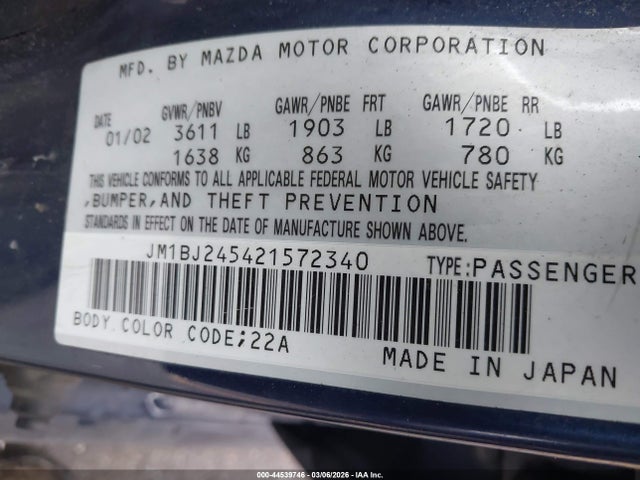 MFD. BY MAZDA MOTOR CORPORATION
DATE GVWR/PNBV GAWR/PNBE FRT GAWR/PNBE RR
01/02 3611 LB 1903 LB 1720 LB
1638 KG 863 KG 780 KG
THIS VEHICLE CONFORMS TO ALL APPLICABLE FEDERAL MOTOR VEHICLE SAFETY
,BUMPER,AND THEFT PREVENTION
STANDARDS IN EFFECT ON THE DATE OF MANUFACTURE SHOWN ABOVE.
JM1BJ245421572340 TYPE:PASSENGER
BODY COLOR CODE;22A
MADE IN JAPAN
000-44539746 - 03/06/2026 - IAA Inc.